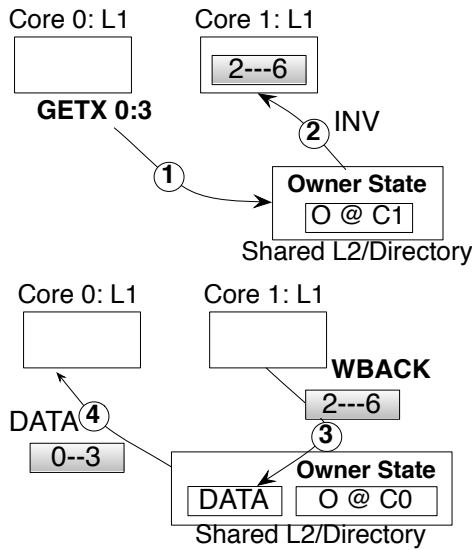 Core 0: L1
Core 1: L1
2---6
GETX 0:3
2
INV
1
Owner State
O @ C1
Shared L2/Directory
Core 0: L1
Core 1: L1
WBACK
2---6
DATA
4
3
0--3
Owner State
DATA
O @ C0
Shared L2/Directory